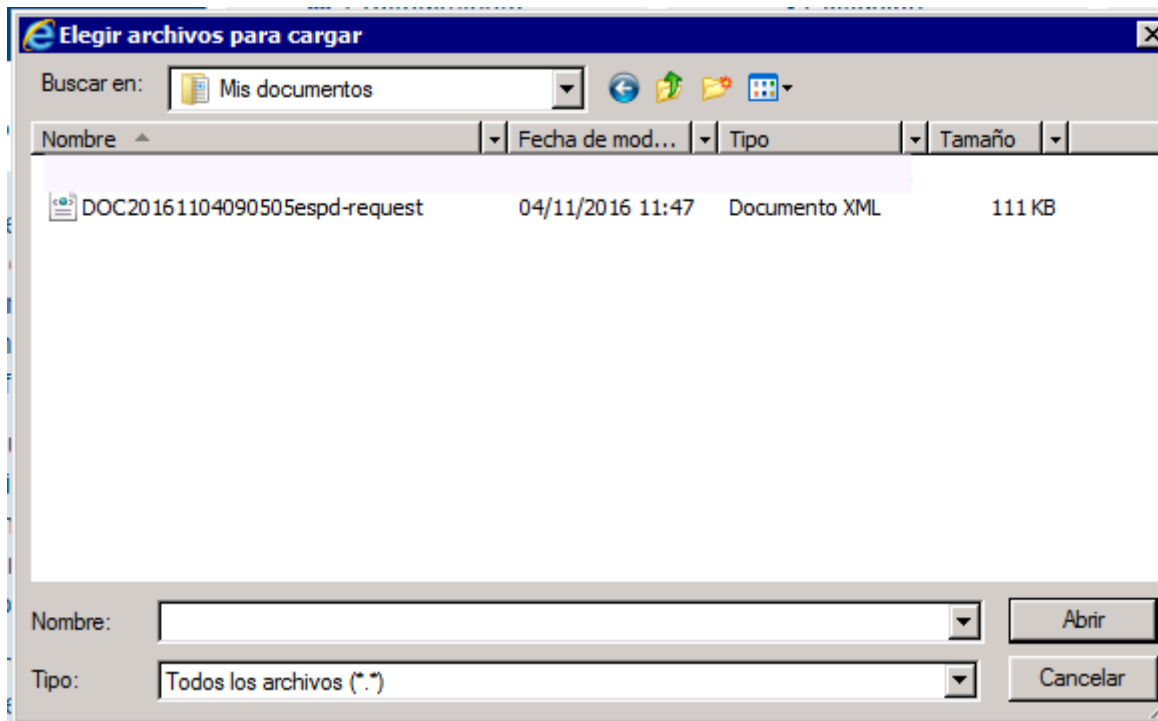 Elegir archivos para cargar
Buscar en: Mis documentos
Nombre Fecha de mod... Tipo Tamaño
DOC20161104090505espd-request 04/11/2016 11:47 Documento XML 111 KB
Nombre: Abrir
Tipo: Todos los archivos (*.*) Cancelar